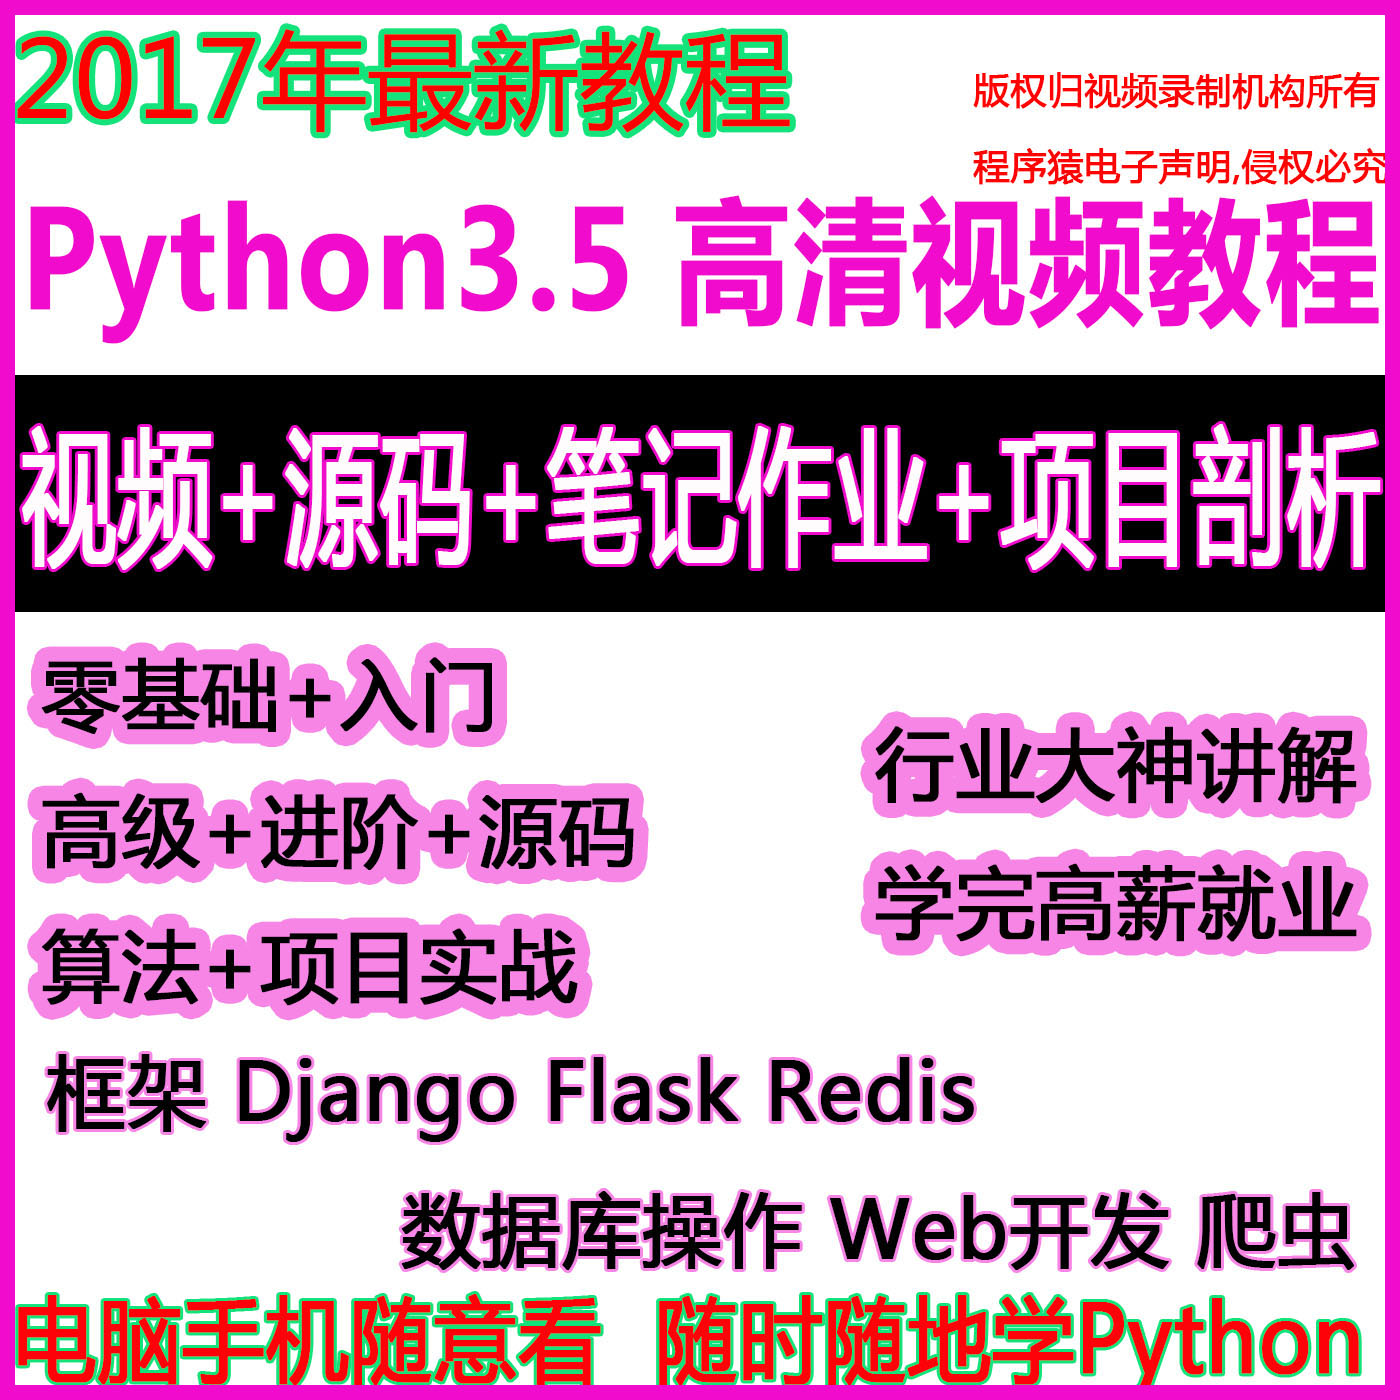 2017年最新教程
版权归视频录制机构所有
程序猿电子声明,侵权必究
Python3.5 高清视频教程
视频+源码+笔记作业+项目剖析
零基础+入门
高级+进阶+源码
算法+项目实战
行业大神讲解
学完高薪就业
框架 Django Flask Redis
数据库操作 Web开发 爬虫
电脑手机随意看 随时随地学Python